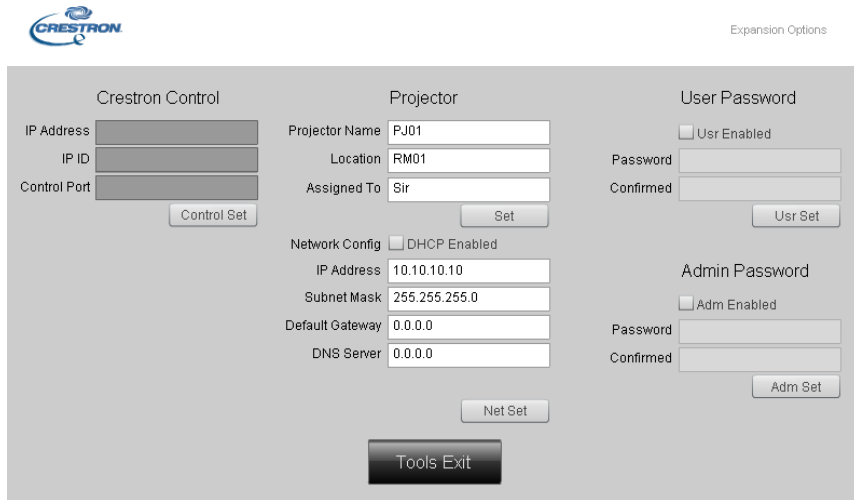 CRESTRON
Expansion Options
Crestron Control
IP Address
IP ID
Control Port
Control Set
Projector
Projector Name PJ01
Location RM01
Assigned To Sir
Set
Network Config DHCP Enabled
IP Address 10.10.10.10
Subnet Mask 255.255.255.0
Default Gateway 0.0.0.0
DNS Server 0.0.0.0
Net Set
User Password
Usr Enabled
Password
Confirmed
Usr Set
Admin Password
Adm Enabled
Password
Confirmed
Adm Set
Tools Exit